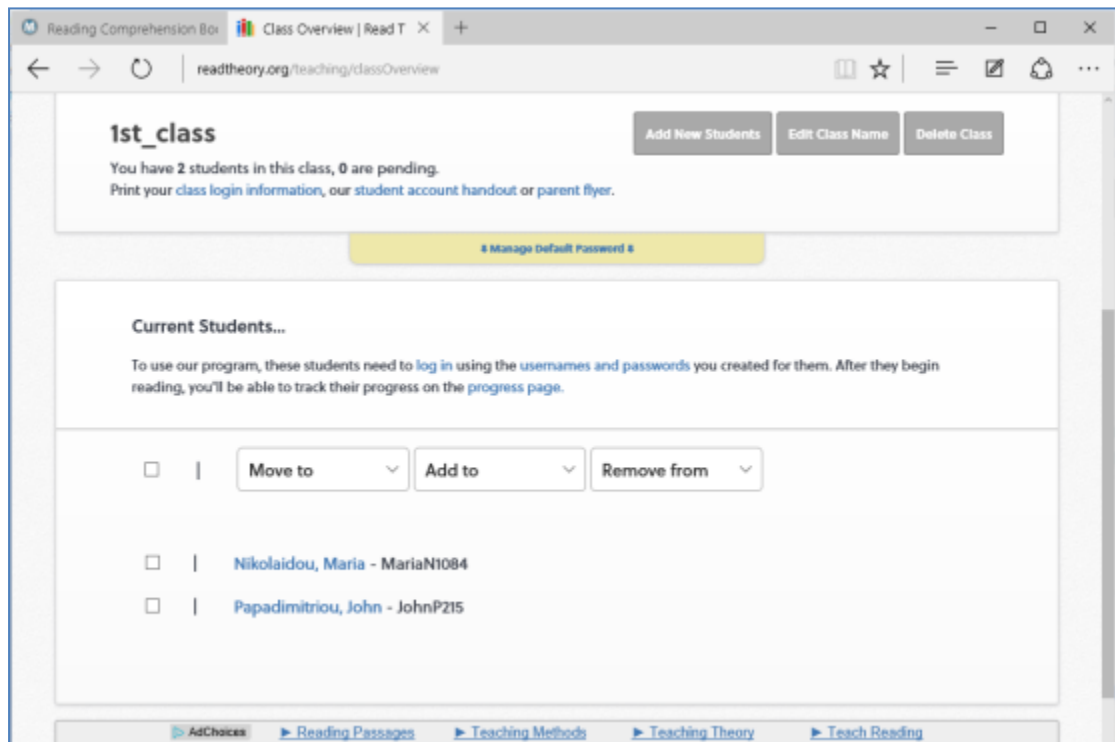 Reading Comprehension Bo
Class Overview | Read T
readtheory.org/teaching/classOverview
1st_class
Add New Students
Edit Class Name
Delete Class
You have 2 students in this class, 0 are pending.
Print your class login information, our student account handout or parent flyer.
Manage Default Password
Current Students...
To use our program, these students need to log in using the usernames and passwords you created for them. After they begin
reading, you'll be able to track their progress on the progress page.
Move to
Add to
Remove from
Nikolaidou, Maria - MariaN1084
Papadimitriou, John - JohnP215
AdChoices
Reading Passages
Teaching Methods
Teaching Theory
Teach Reading